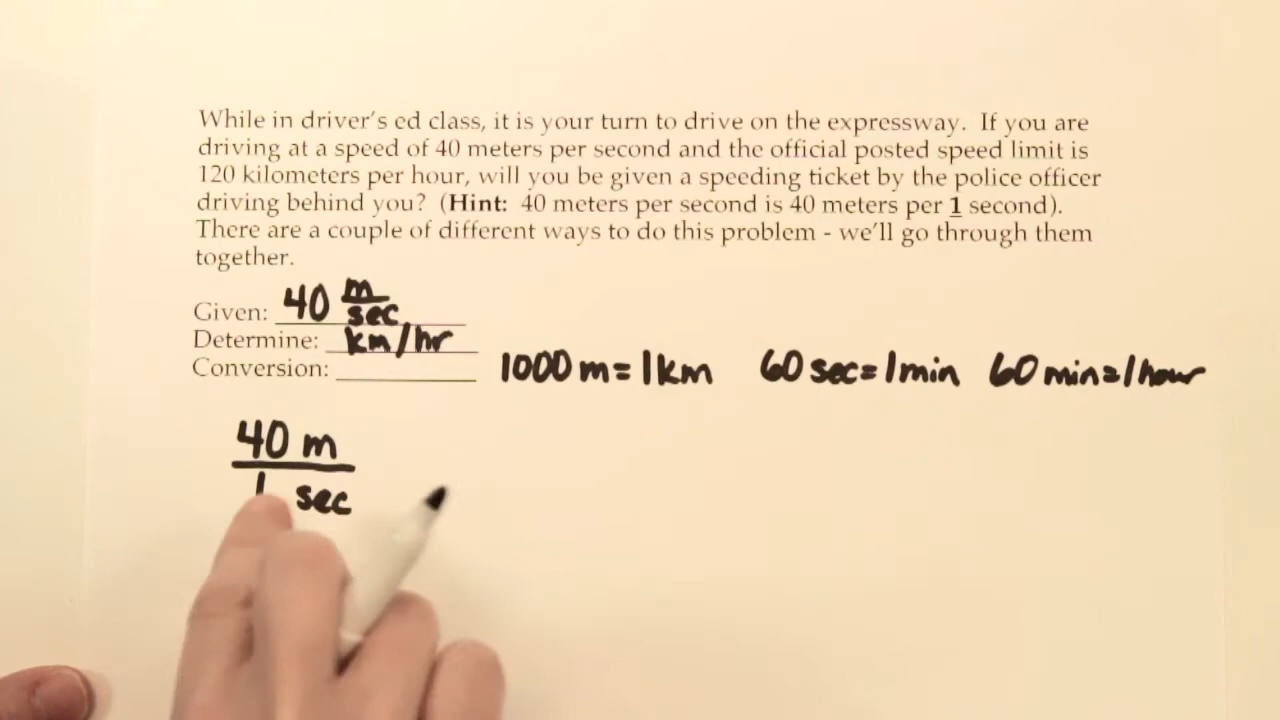 While in driver's ed class, it is your turn to drive on the expressway. If you are
driving at a speed of 40 meters per second and the official posted speed limit is
120 kilometers per hour, will you be given a speeding ticket by the police officer
driving behind you? (Hint: 40 meters per second is 40 meters per 1 second).
There are a couple of different ways to do this problem - we'll go through them
together.
Given: 40 m/sec
Determine: km/hr
Conversion: 1000 m = 1 km 60 sec = 1 min 60 min = 1 hour
40 m
1 sec